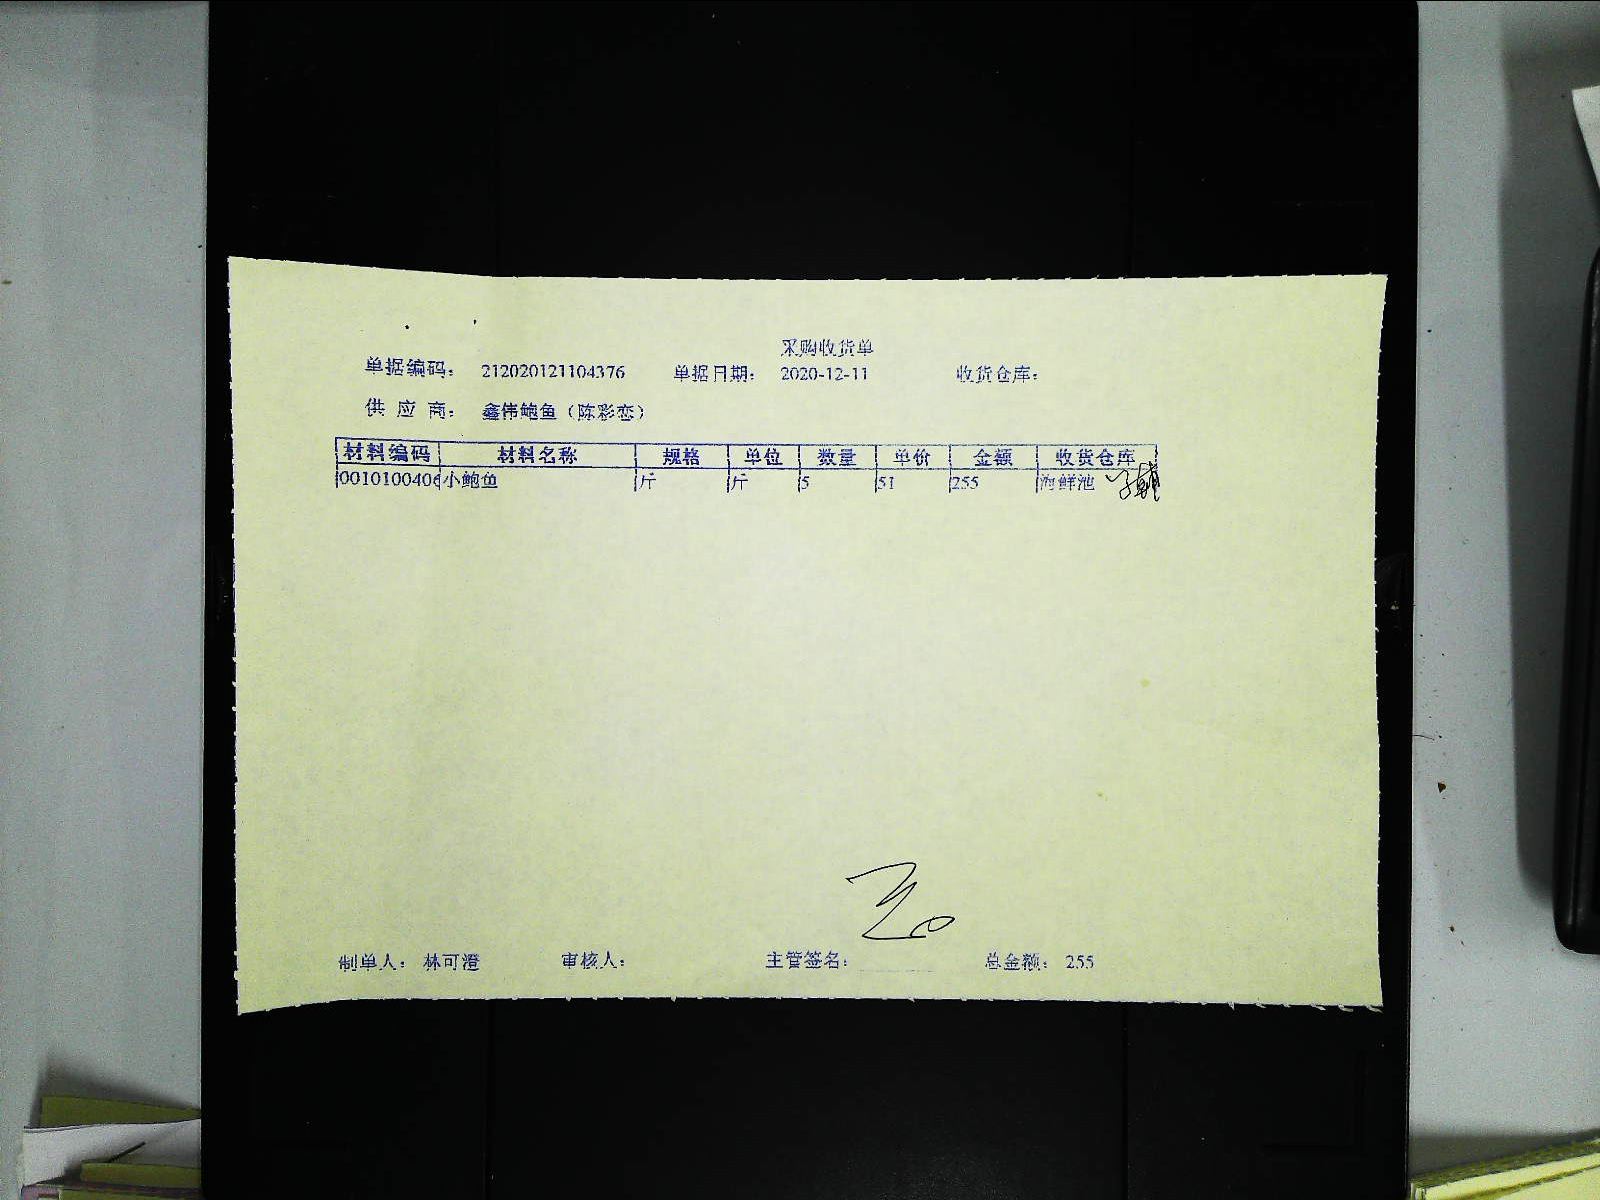 采购收货单
单据编码： 212020121104376 单据日期： 2020-12-11 收货仓库：
供 应 商： 鑫伟鲍鱼（陈彩恋）
材料编码 材料名称 规格 单位 数量 单价 金额 收货仓库
0010100406 小鲍鱼 斤 斤 5 51 255 海鲜池
制单人： 林可澄 审核人： 主管签名： 总金额： 255